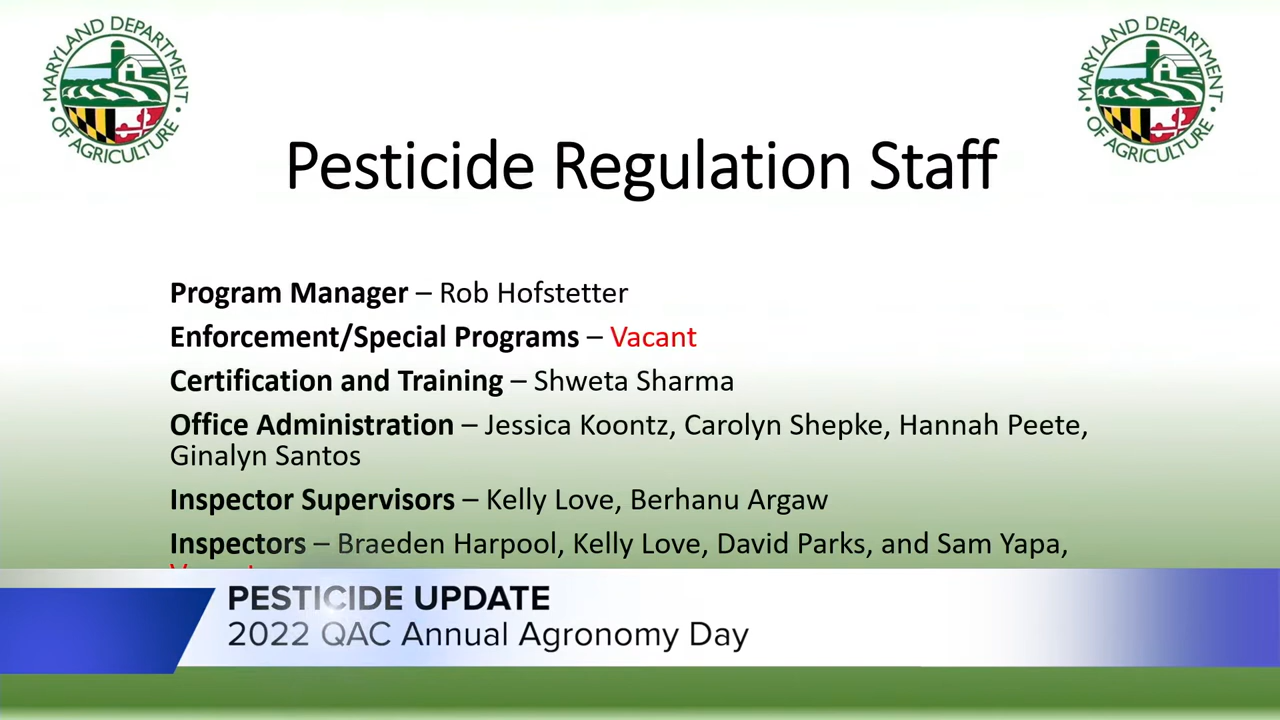 MARYLAND DEPARTMENT
OF AGRICULTURE
MARYLAND DEPARTMENT
OF AGRICULTURE
Pesticide Regulation Staff
Program Manager – Rob Hofstetter
Enforcement/Special Programs – Vacant
Certification and Training – Shweta Sharma
Office Administration – Jessica Koontz, Carolyn Shepke, Hannah Peete,
Ginalyn Santos
Inspector Supervisors – Kelly Love, Berhanu Argaw
Inspectors – Braeden Harpool, Kelly Love, David Parks, and Sam Yapa,
PESTICIDE UPDATE
2022 QAC Annual Agronomy Day